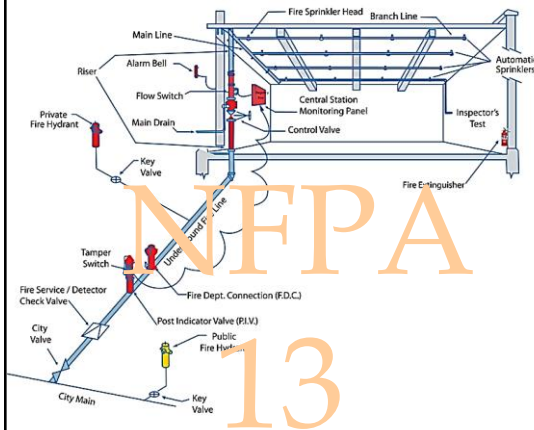 Fire Sprinkler Head
Branch Line
Main Line
Riser
Alarm Bell
Automatic
Sprinklers
Flow Switch
Central Station
Monitoring Panel
Private
Fire Hydrant
Main Drain
Control Valve
Inspector's
Test
Key
Valve
Fire Extinguisher
NFPA
Underground Fire Line
Tamper
Switch
Fire Service / Detector
Check Valve
Fire Dept. Connection (F.D.C.)
Post Indicator Valve (P.I.V.)
City
Valve
Public
Fire Hydrant
13
City Main
Key
Valve